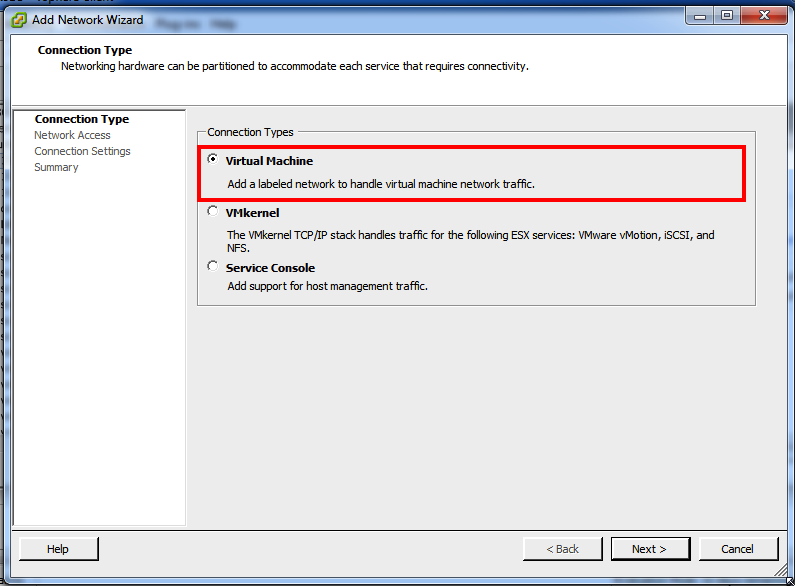 Add Network Wizard
Connection Type
Networking hardware can be partitioned to accommodate each service that requires connectivity.
Connection Type
Network Access
Connection Settings
Summary
Connection Types
Virtual Machine
Add a labeled network to handle virtual machine network traffic.
VMkernel
The VMkernel TCP/IP stack handles traffic for the following ESX services: VMware vMotion, iSCSI, and
NFS.
Service Console
Add support for host management traffic.
Help
< Back
Next >
Cancel